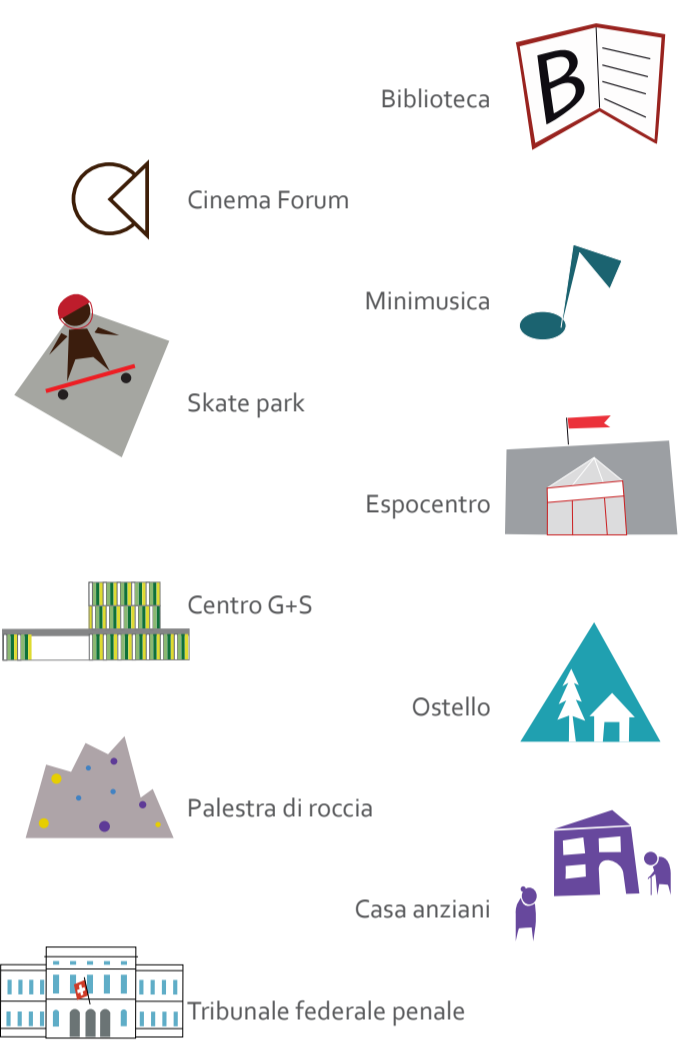 B
Biblioteca
Cinema Forum
Minimusica
Skate park
Espocentro
Centro G+S
Ostello
Palestra di roccia
Casa anziani
Tribunale federale penale